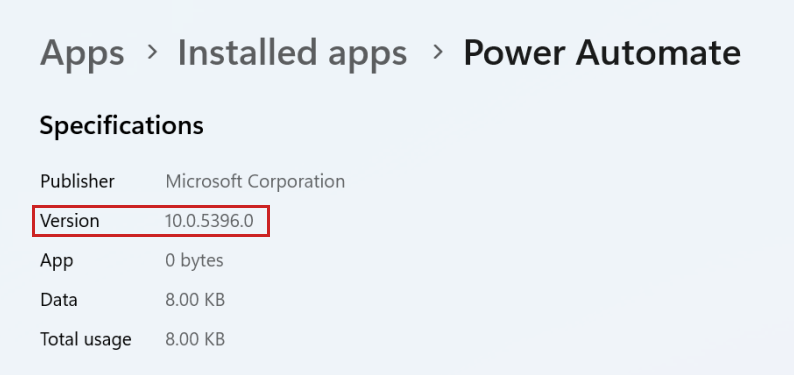 Apps > Installed apps > Power Automate
Specifications
Publisher Microsoft Corporation
Version 10.0.5396.0
App 0 bytes
Data 8.00 KB
Total usage 8.00 KB